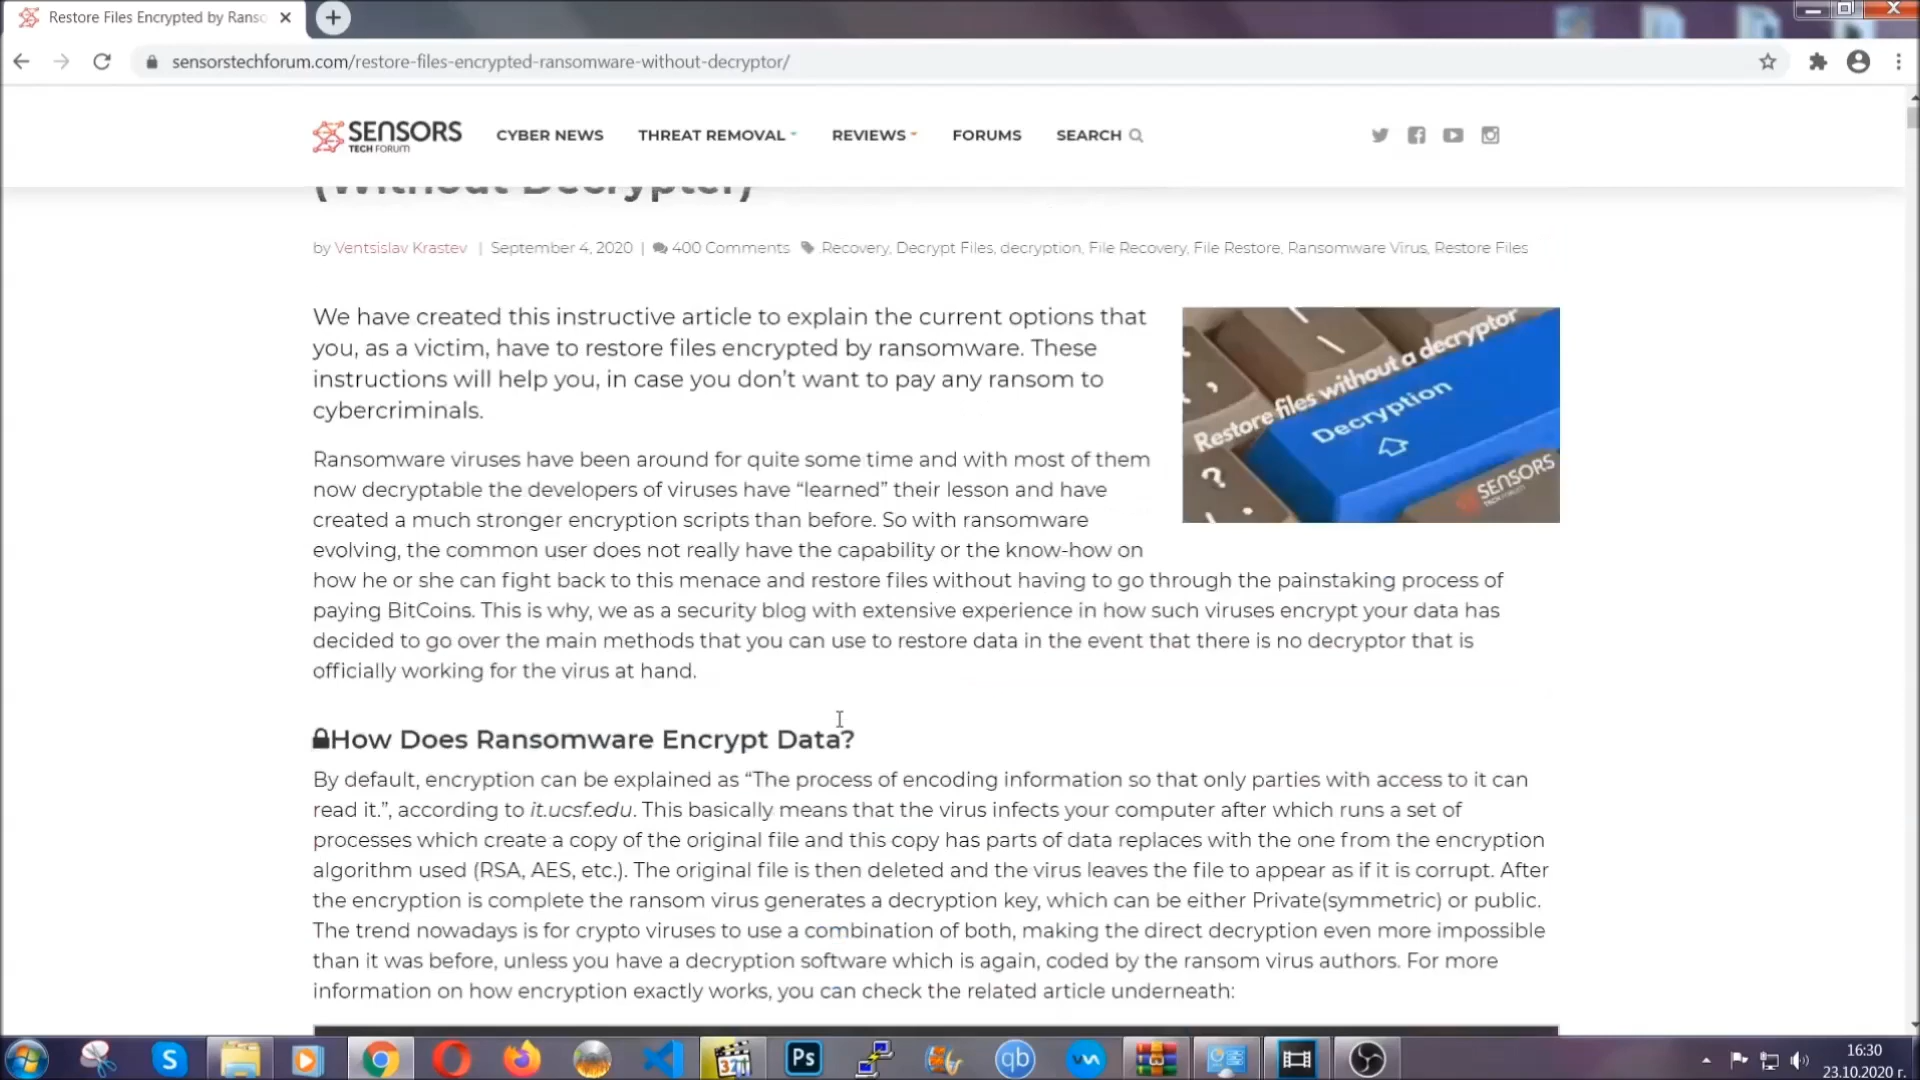 Restore Files Encrypted by Ranso
sensorstechforum.com/restore-files-encrypted-ransomware-without-decryptor/
SENSORS
TECH FORUM
CYBER NEWS THREAT REMOVAL REVIEWS FORUMS SEARCH
(Without Decrypter)
by Ventsislav Krastev | September 4, 2020 | 400 Comments Recovery, Decrypt Files, decryption, File Recovery, File Restore, Ransomware Virus, Restore Files
We have created this instructive article to explain the current options that
you, as a victim, have to restore files encrypted by ransomware. These
instructions will help you, in case you don’t want to pay any ransom to
cybercriminals.
Restore files without a decryptor
Decryption
SENSORS
Ransomware viruses have been around for quite some time and with most of them
now decryptable the developers of viruses have “learned” their lesson and have
created a much stronger encryption scripts than before. So with ransomware
evolving, the common user does not really have the capability or the know-how on
how he or she can fight back to this menace and restore files without having to go through the painstaking process of
paying BitCoins. This is why, we as a security blog with extensive experience in how such viruses encrypt your data has
decided to go over the main methods that you can use to restore data in the event that there is no decryptor that is
officially working for the virus at hand.
How Does Ransomware Encrypt Data?
By default, encryption can be explained as “The process of encoding information so that only parties with access to it can
read it.”, according to it.ucsf.edu. This basically means that the virus infects your computer after which runs a set of
processes which create a copy of the original file and this copy has parts of data replaces with the one from the encryption
algorithm used (RSA, AES, etc.). The original file is then deleted and the virus leaves the file to appear as if it is corrupt. After
the encryption is complete the ransom virus generates a decryption key, which can be either Private(symmetric) or public.
The trend nowadays is for crypto viruses to use a combination of both, making the direct decryption even more impossible
than it was before, unless you have a decryption software which is again, coded by the ransom virus authors. For more
information on how encryption exactly works, you can check the related article underneath:
S
Ps
qb
16:30
23.10.2020 г.